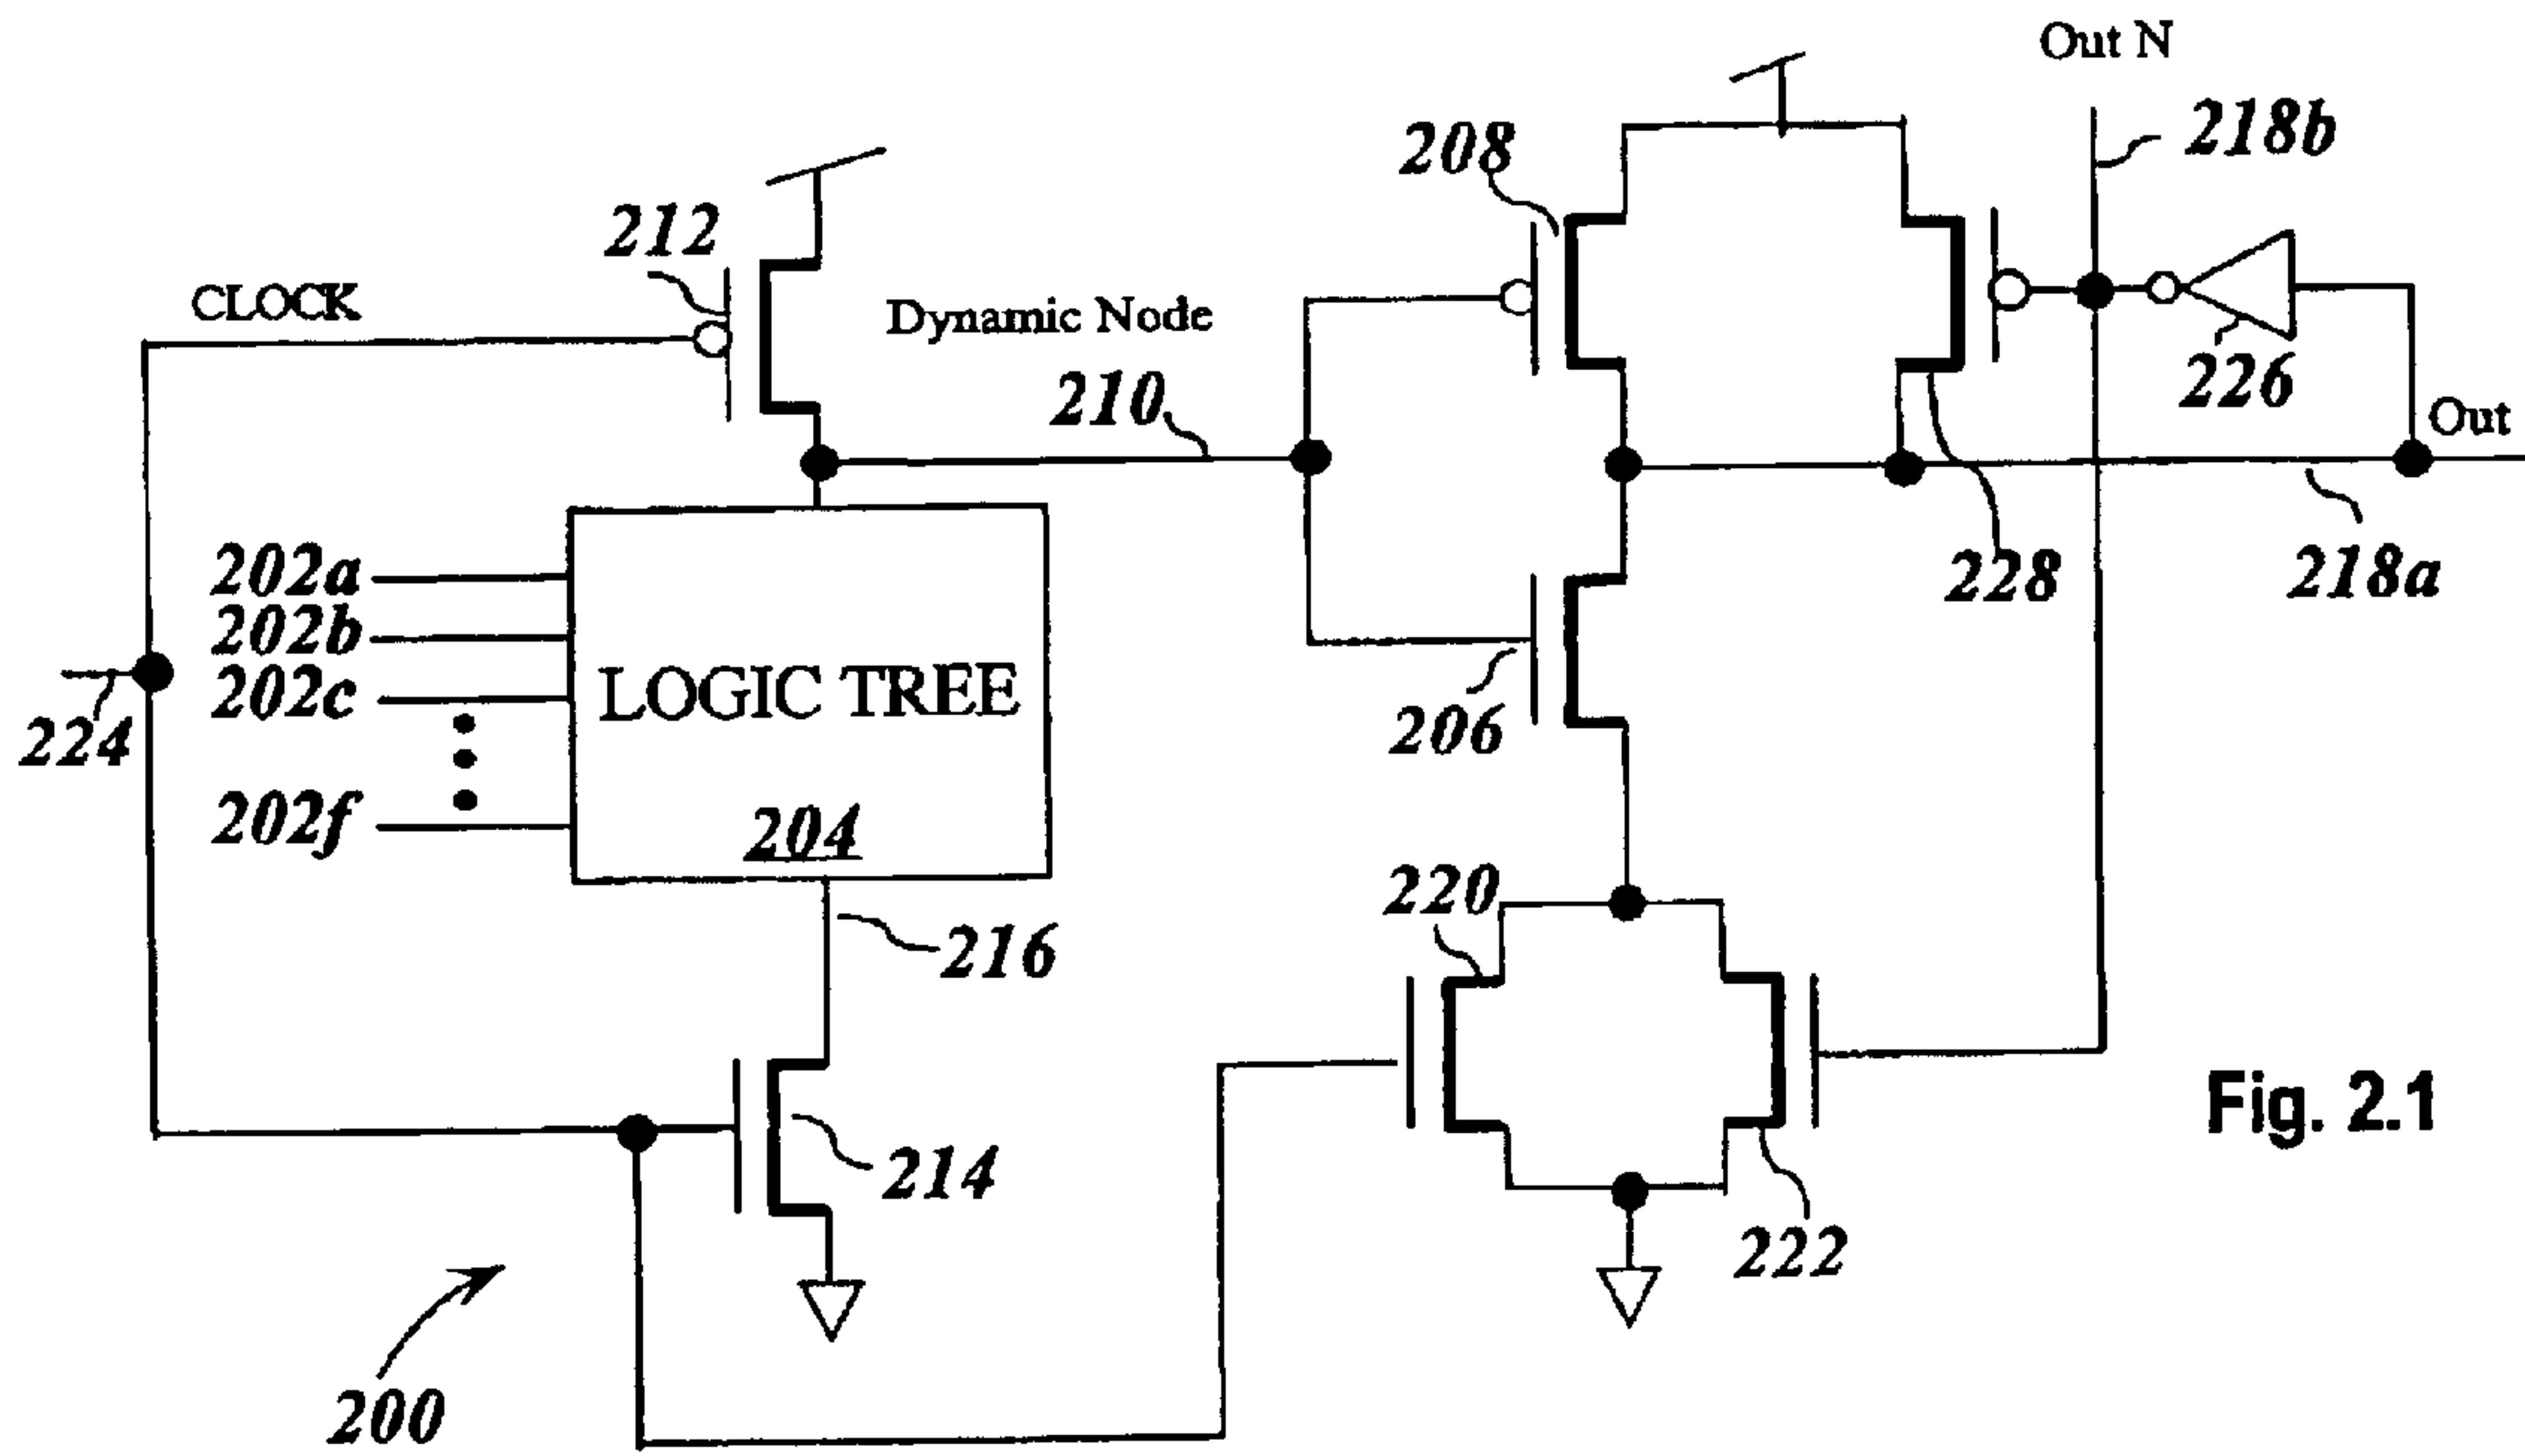 Out N
218b
208
212
CLOCK
Dynamic Node
210
226
Out
202a
202b
202c
202f
224
LOGIC TREE
204
206
228
218a
220
216
214
222
Fig. 2.1
200